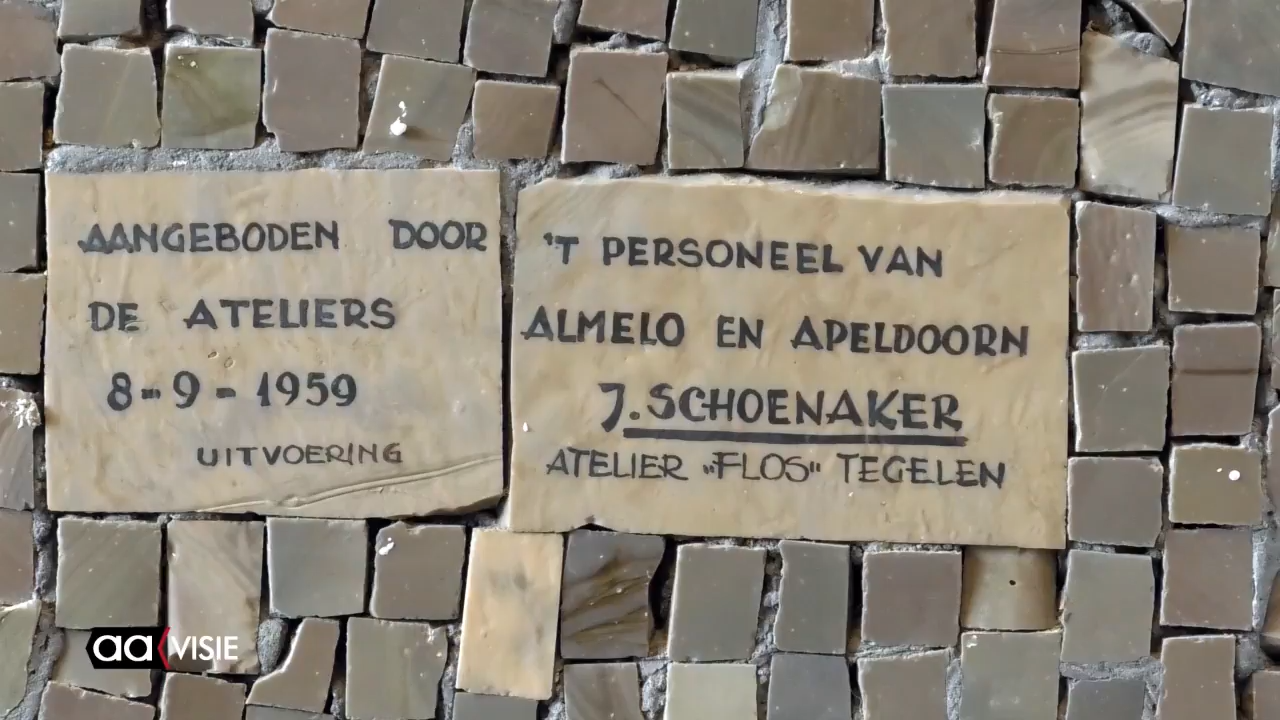 AANGEBODEN DOOR 'T PERSONEEL VAN
DE ATELIERS ALMELO EN APELDOORN
8-9-1959 J. SCHOENAKER
UITVOERING ATELIER „FLOS" TEGELEN
aa VISIE